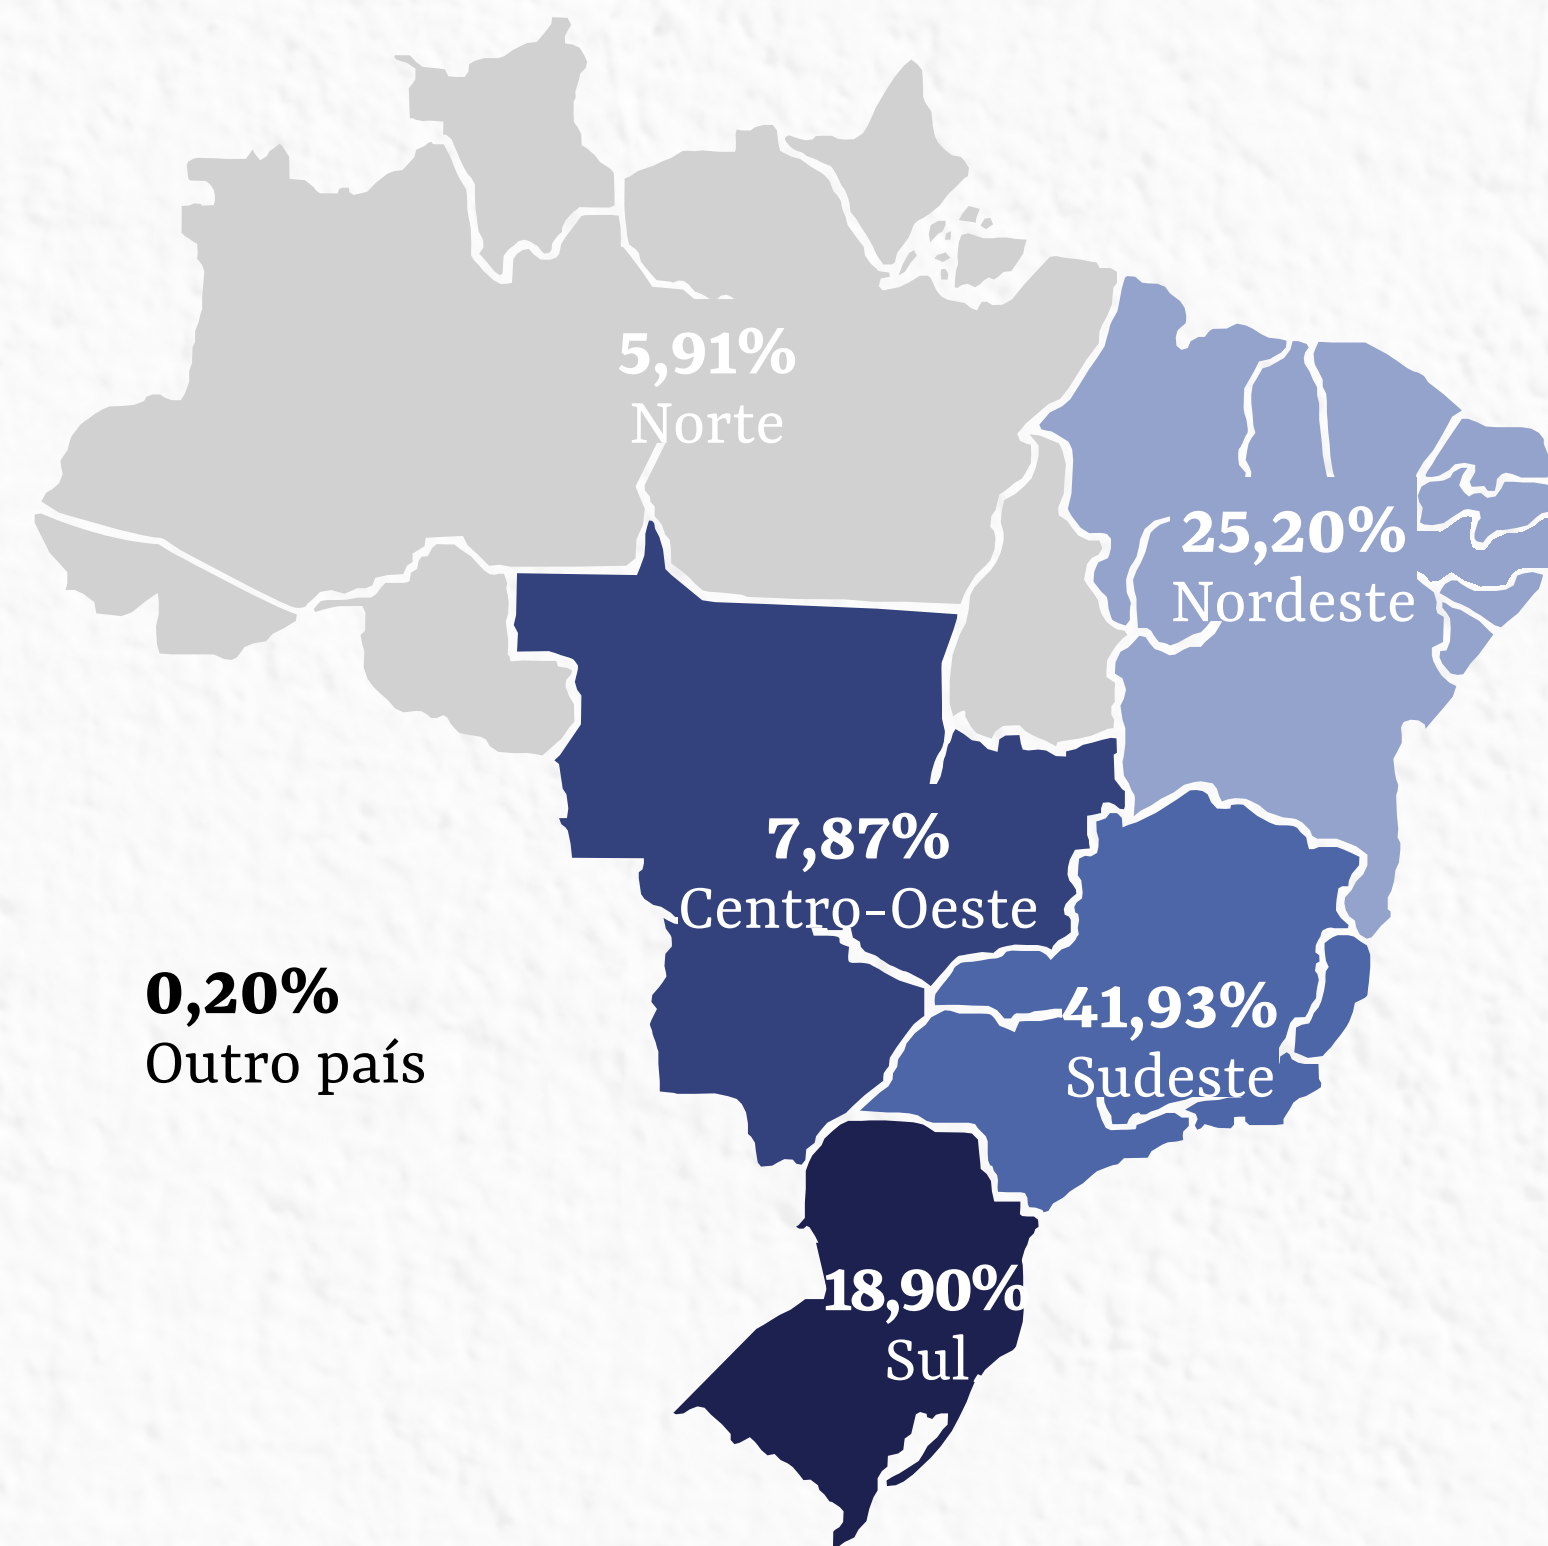 5,91%
Norte
25,20%
Nordeste
7,87%
Centro-Oeste
0,20%
Outro país
41,93%
Sudeste
18,90%
Sul